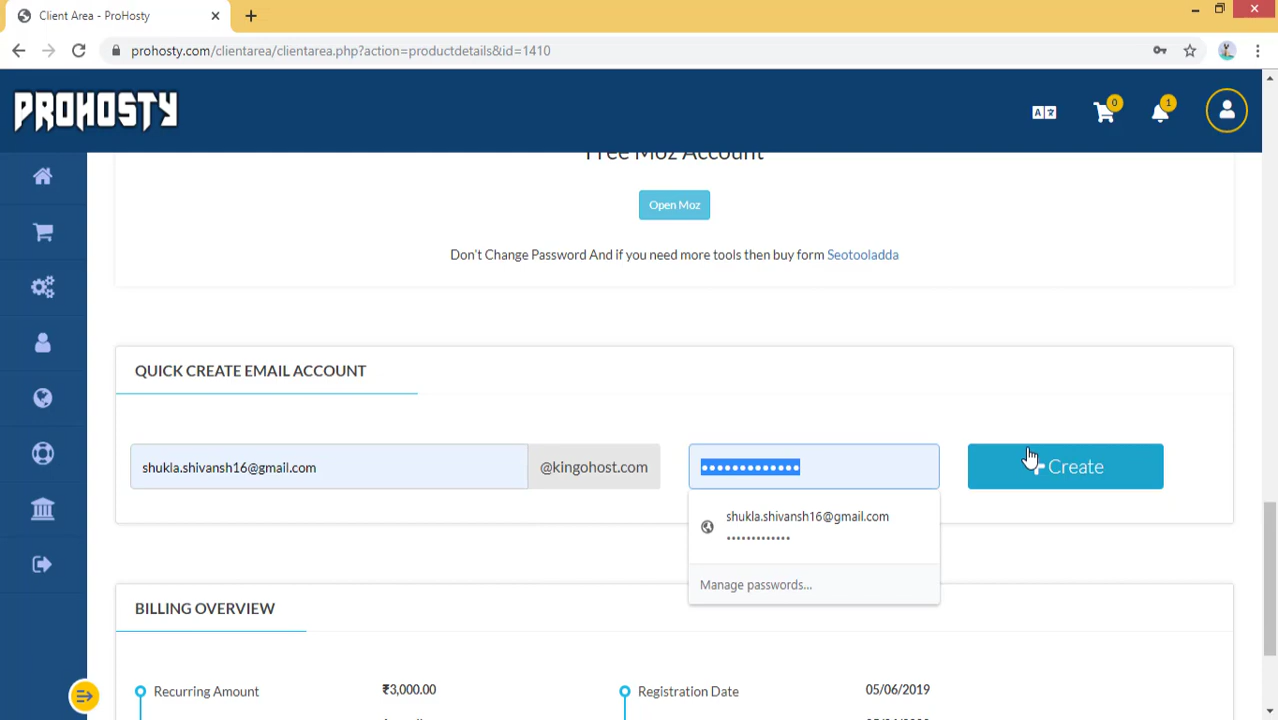 Client Area - ProHosty
prohosty.com/clientarea/clientarea.php?action=productdetails&id=1410
PROHOSTY
A
0
1
Free Moz Account
Open Moz
Don't Change Password And if you need more tools then buy form Seotooladda
QUICK CREATE EMAIL ACCOUNT
shukla.shivansh16@gmail.com
@kingohost.com
•••••••••••••
Create
shukla.shivansh16@gmail.com
•••••••••••••
Manage passwords...
BILLING OVERVIEW
Recurring Amount
₹3,000.00
Registration Date
05/06/2019